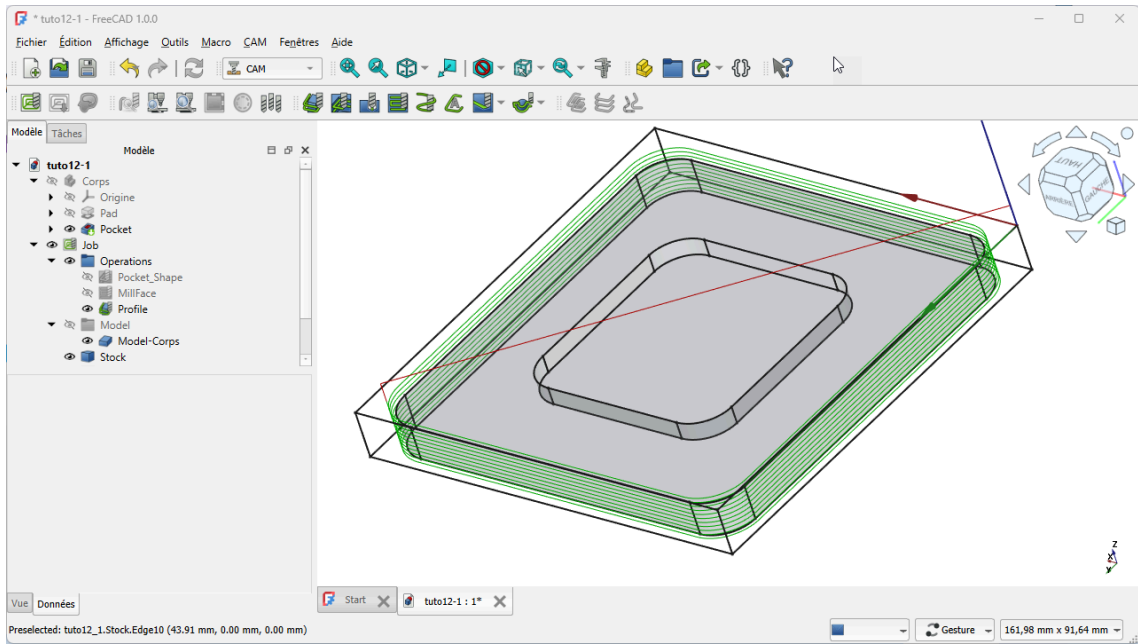 * tuto12-1 - FreeCAD 1.0.0
Fichier Édition Affichage Outils Macro CAM Fenêtres Aide
CAM
Modèle Tâches
Modèle
tuto12-1
Corps
Origine
Pad
Pocket
Job
Operations
Pocket_Shape
MillFace
Profile
Model
Model-Corps
Stock
HAUT
GAUCHE
ARRIÈRE
Z
X
Y
Vue Données
Start tuto12-1 : 1*
Preselected: tuto12_1.Stock.Edge10 (43.91 mm, 0.00 mm, 0.00 mm)
Gesture 161,98 mm x 91,64 mm